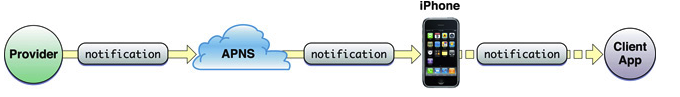 iPhone
Provider
notification
APNS
notification
notification
Client
App